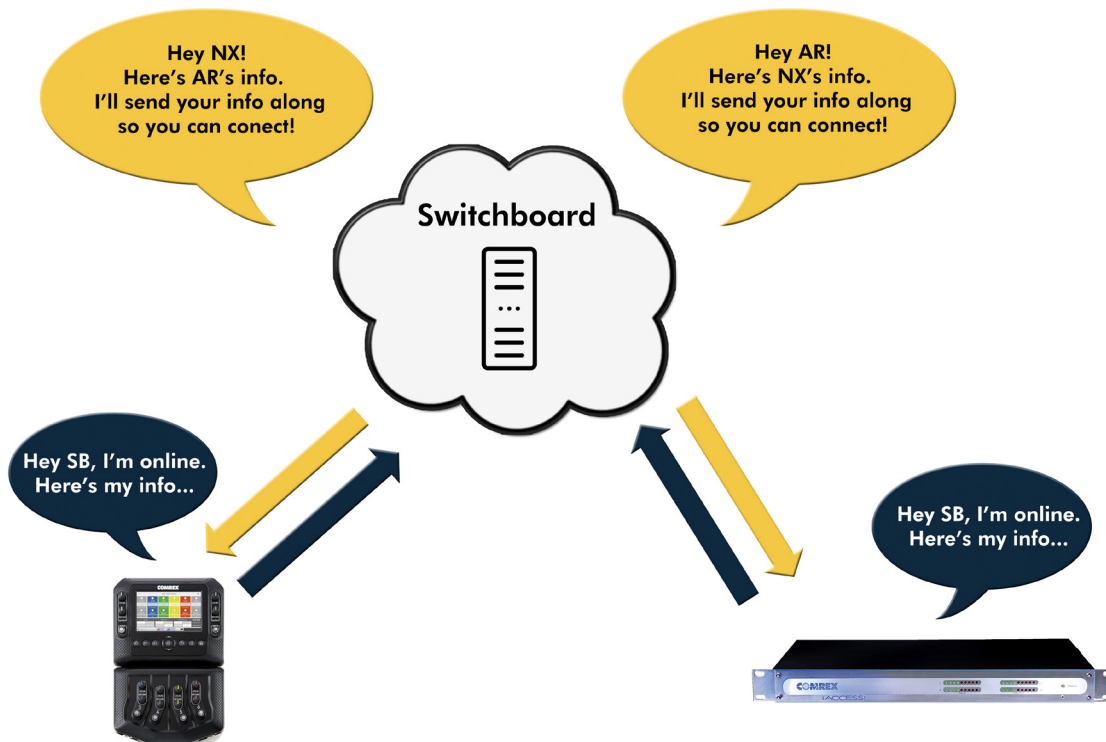 Hey NX!
Here's AR's info.
I'll send your info along
so you can conect!
Hey AR!
Here's NX's info.
I'll send your info along
so you can connect!
Switchboard
Hey SB, I'm online.
Here's my info...
Hey SB, I'm online.
Here's my info...
COMREX
COMREX
ACCESS